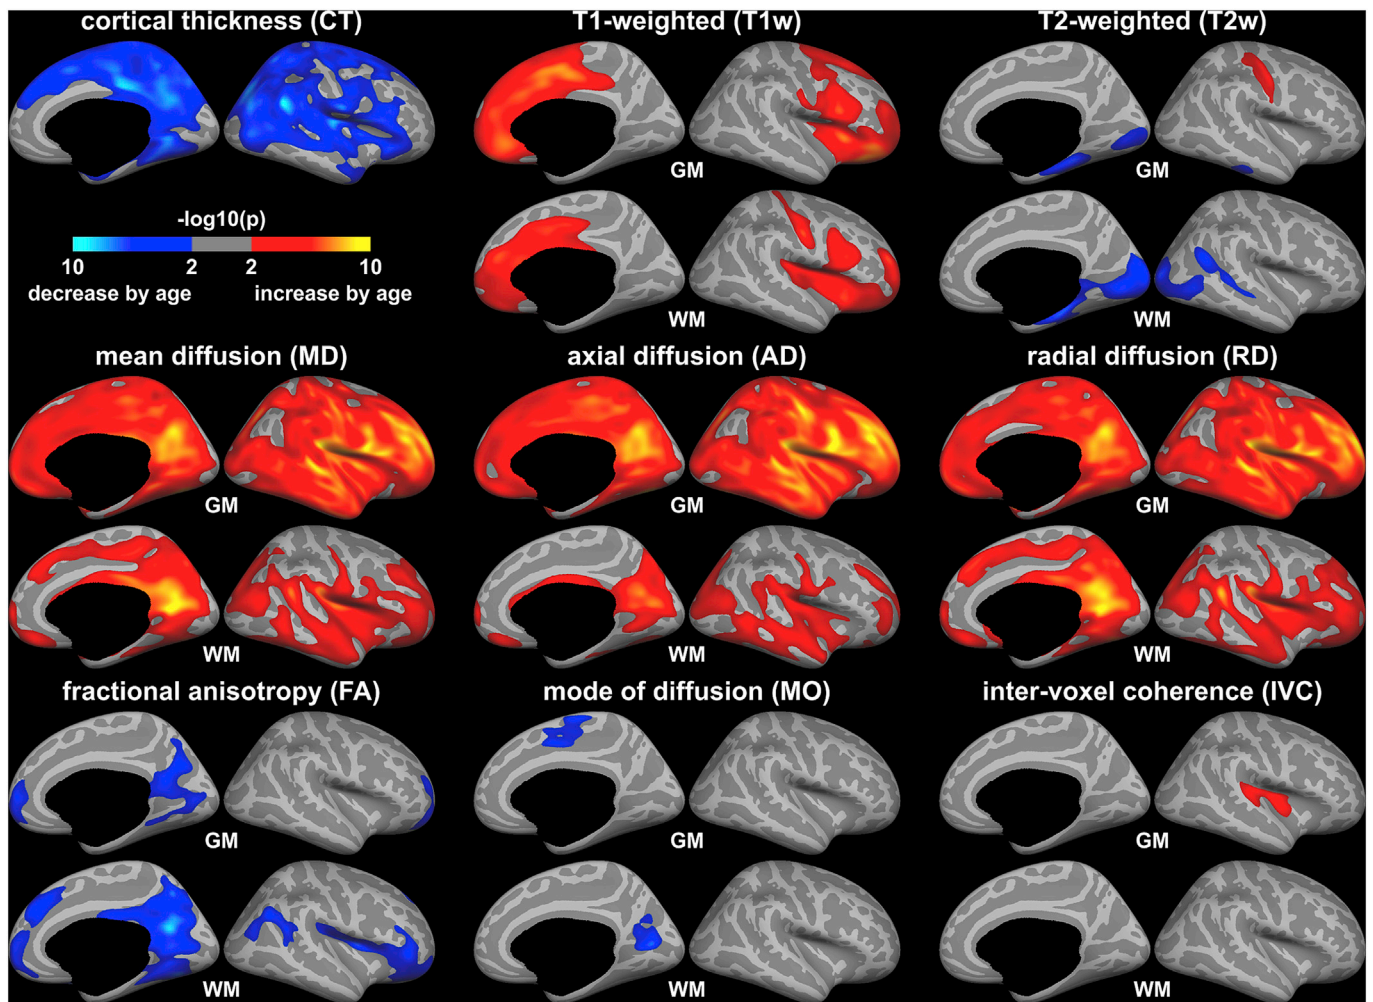 cortical thickness (CT)
T1-weighted (T1w)
T2-weighted (T2w)
GM
GM
-log10(p)
10
2
2
10
decrease by age
increase by age
WM
WM
mean diffusion (MD)
axial diffusion (AD)
radial diffusion (RD)
GM
GM
GM
WM
WM
WM
fractional anisotropy (FA)
mode of diffusion (MO)
inter-voxel coherence (IVC)
GM
GM
GM
WM
WM
WM